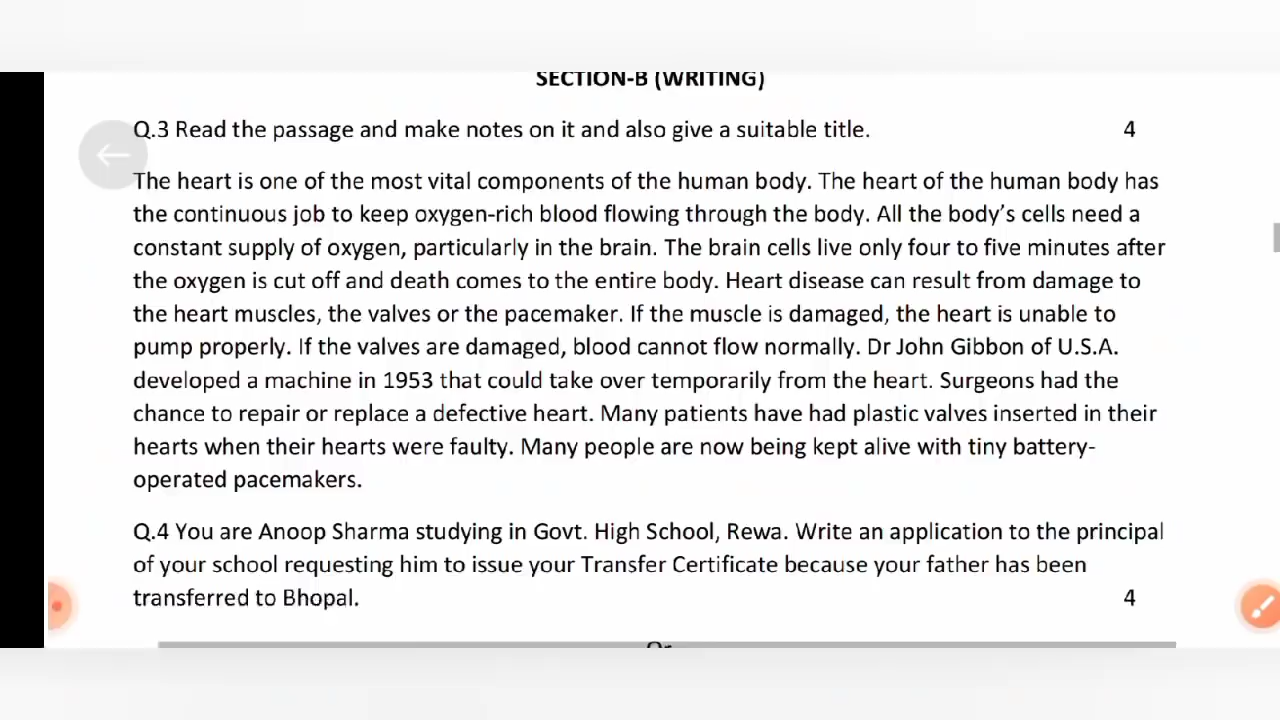 SECTION-B (WRITING)
Q.3 Read the passage and make notes on it and also give a suitable title. 4
The heart is one of the most vital components of the human body. The heart of the human body has
the continuous job to keep oxygen-rich blood flowing through the body. All the body's cells need a
constant supply of oxygen, particularly in the brain. The brain cells live only four to five minutes after
the oxygen is cut off and death comes to the entire body. Heart disease can result from damage to
the heart muscles, the valves or the pacemaker. If the muscle is damaged, the heart is unable to
pump properly. If the valves are damaged, blood cannot flow normally. Dr John Gibbon of U.S.A.
developed a machine in 1953 that could take over temporarily from the heart. Surgeons had the
chance to repair or replace a defective heart. Many patients have had plastic valves inserted in their
hearts when their hearts were faulty. Many people are now being kept alive with tiny battery-
operated pacemakers.
Q.4 You are Anoop Sharma studying in Govt. High School, Rewa. Write an application to the principal
of your school requesting him to issue your Transfer Certificate because your father has been
transferred to Bhopal. 4
Or